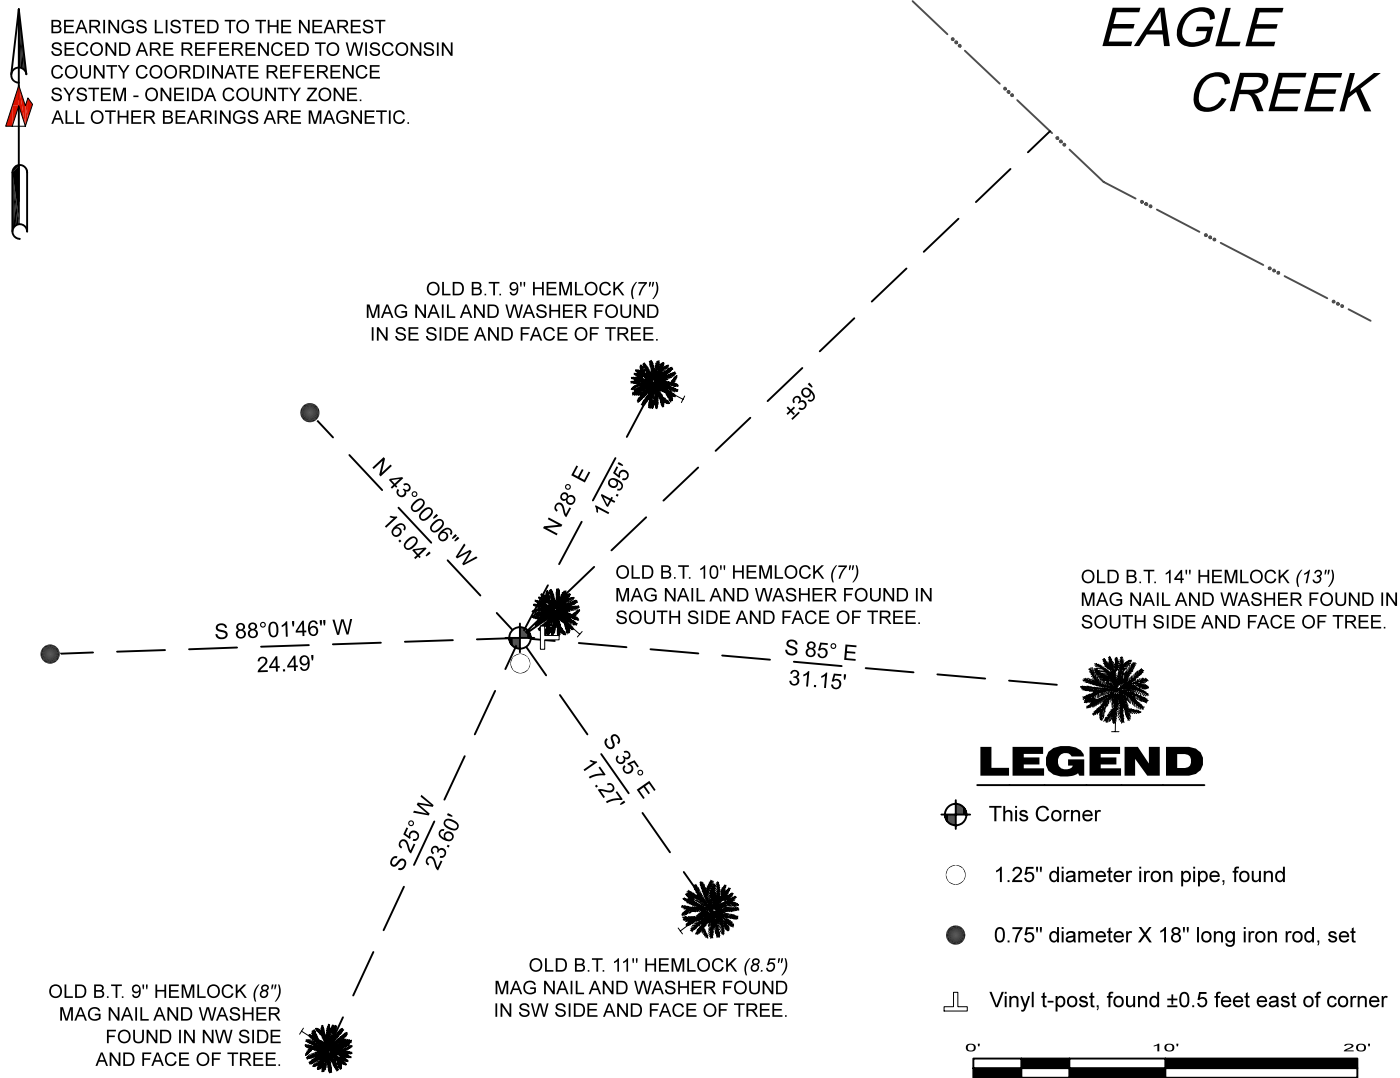 EAGLE
CREEK
BEARINGS LISTED TO THE NEAREST
SECOND ARE REFERENCED TO WISCONSIN
COUNTY COORDINATE REFERENCE
SYSTEM - ONEIDA COUNTY ZONE.
ALL OTHER BEARINGS ARE MAGNETIC.
N
OLD B.T. 9" HEMLOCK (7")
MAG NAIL AND WASHER FOUND
IN SE SIDE AND FACE OF TREE.
±39'
N 43°00'06" W
16.04'
N 28° E
14.95'
OLD B.T. 10" HEMLOCK (7")
MAG NAIL AND WASHER FOUND IN
SOUTH SIDE AND FACE OF TREE.
OLD B.T. 14" HEMLOCK (13")
MAG NAIL AND WASHER FOUND IN
SOUTH SIDE AND FACE OF TREE.
S 88°01'46" W
24.49'
S 85° E
31.15'
S 35° E
17.27'
S 25° W
23.60'
OLD B.T. 11" HEMLOCK (8.5")
MAG NAIL AND WASHER FOUND
IN SW SIDE AND FACE OF TREE.
OLD B.T. 9" HEMLOCK (8")
MAG NAIL AND WASHER
FOUND IN NW SIDE
AND FACE OF TREE.
LEGEND
This Corner
1.25" diameter iron pipe, found
0.75" diameter X 18" long iron rod, set
Vinyl t-post, found ±0.5 feet east of corner
0' 10' 20'